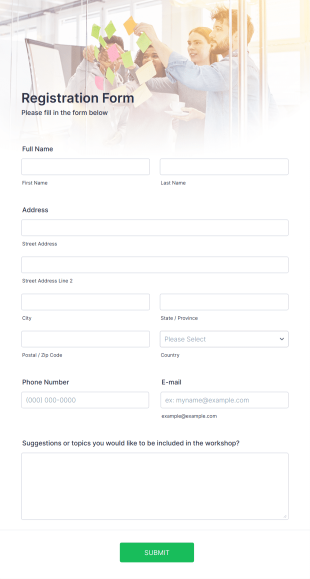 Registration Form
Please fill in the form below
Full Name
First Name
Last Name
Address
Street Address
Street Address Line 2
City
State / Province
Please Select
Postal / Zip Code
Country
Phone Number
E-mail
(000) 000-0000
ex: myname@example.com
example@example.com
Suggestions or topics you would like to be included in the workshop?
SUBMIT